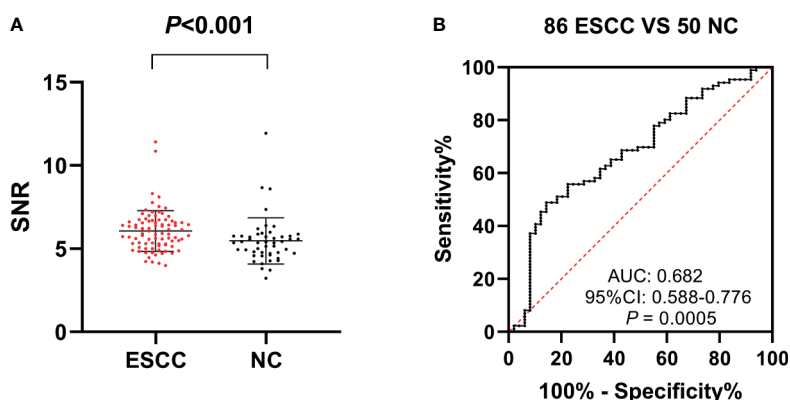 A
P<0.001
SNR
15
10
5
0
ESCC
NC
B
86 ESCC VS 50 NC
Sensitivity%
100
80
60
40
20
0
AUC: 0.682
95%CI: 0.588-0.776
P = 0.0005
0 20 40 60 80 100
100% - Specificity%